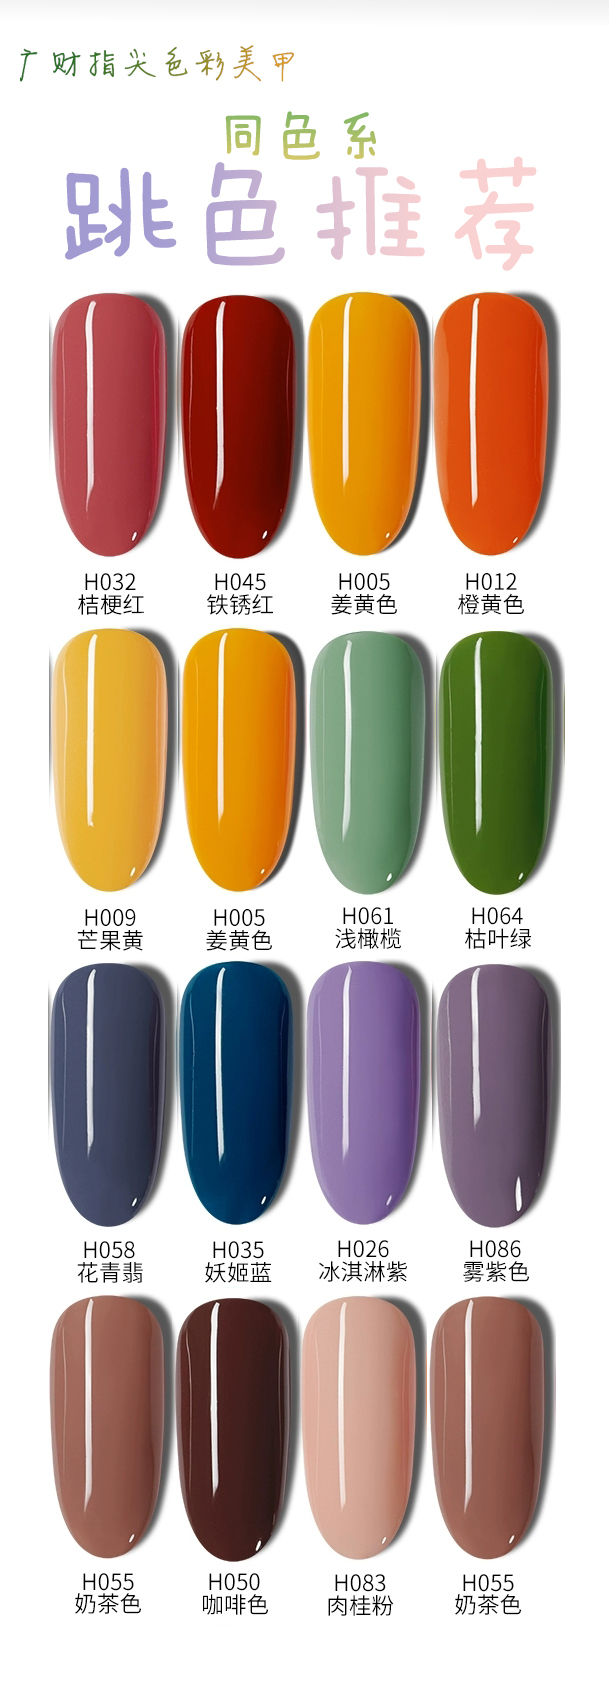 广财指尖色彩美甲
同色系
跳色推荐
H032 H045 H005 H012
桔梗红 铁锈红 姜黄色 橙黄色
H009 H005 H061 H064
芒果黄 姜黄色 浅橄榄 枯叶绿
H058 H035 H026 H086
花青翡 妖姬蓝 冰淇淋紫 雾紫色
H055 H050 H083 H055
奶茶色 咖啡色 肉桂粉 奶茶色